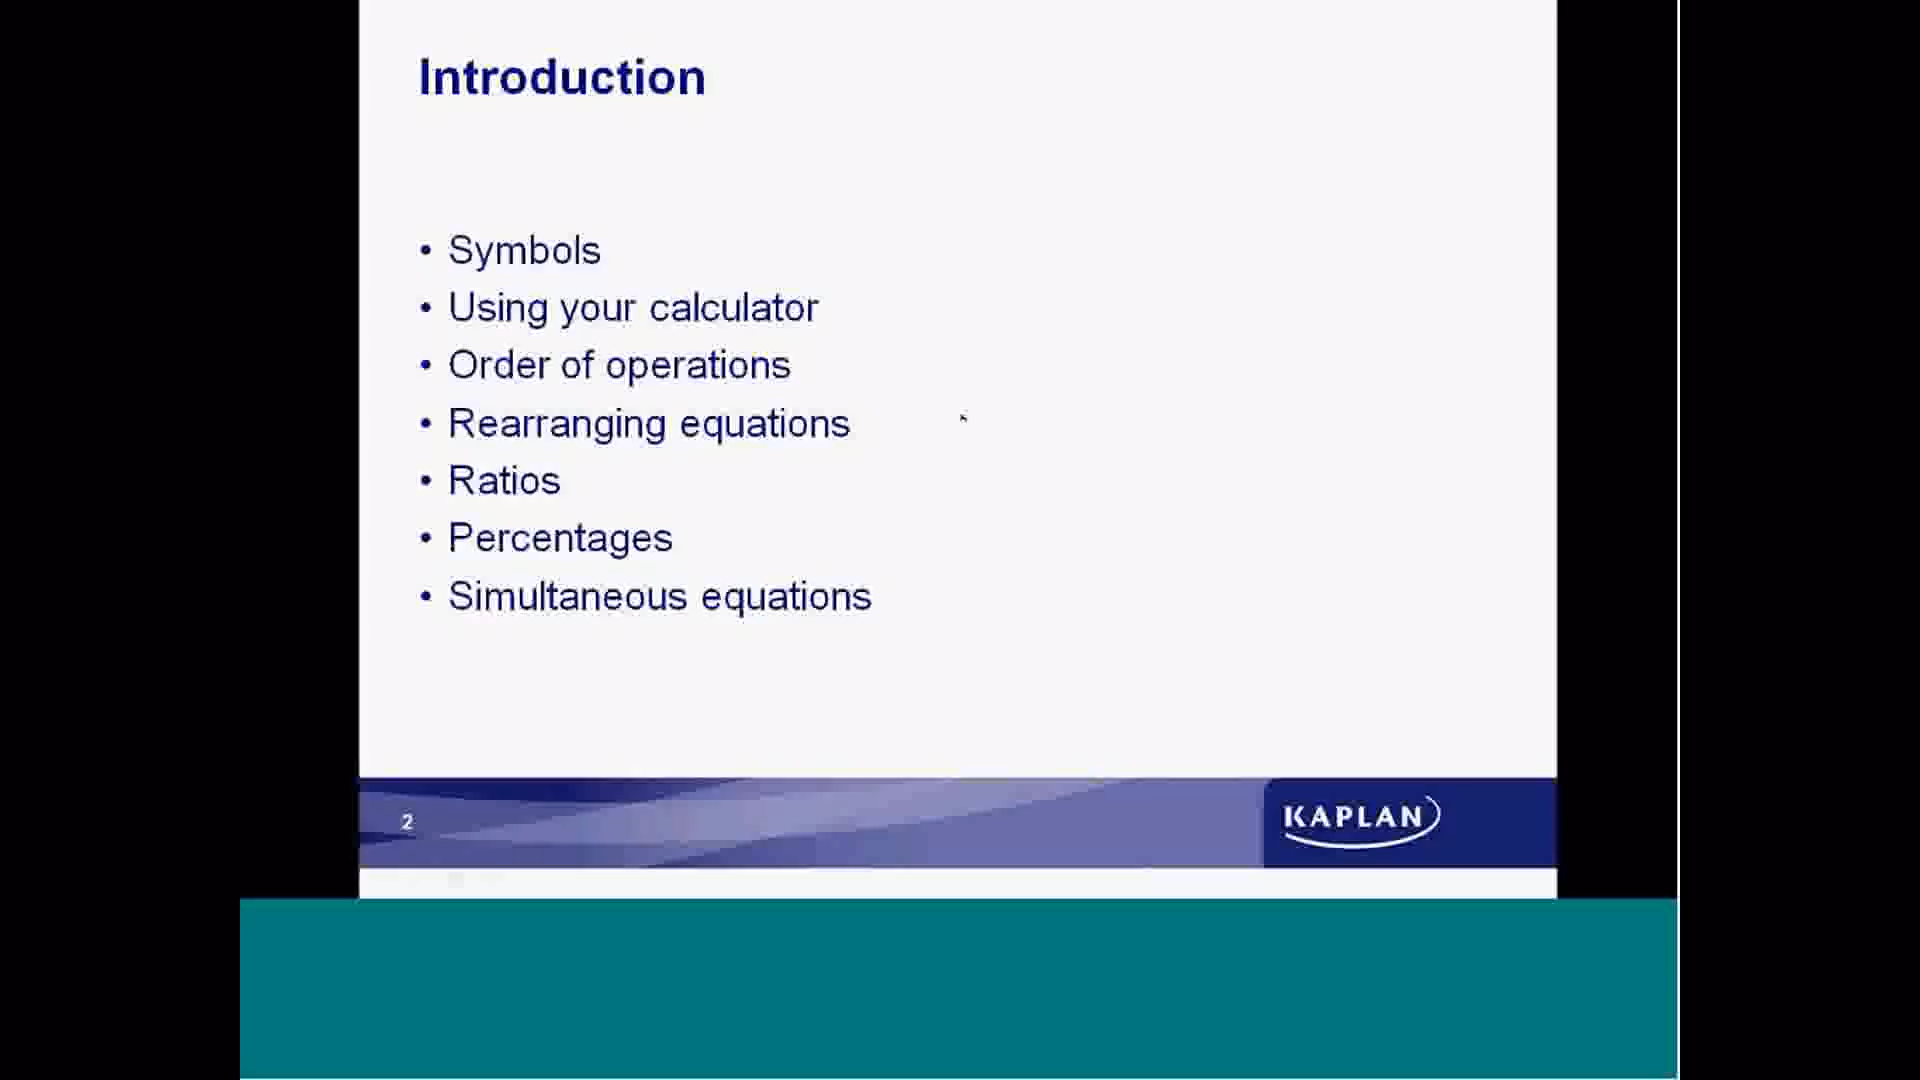 Introduction
• Symbols
• Using your calculator
• Order of operations
• Rearranging equations
• Ratios
• Percentages
• Simultaneous equations
2
KAPLAN